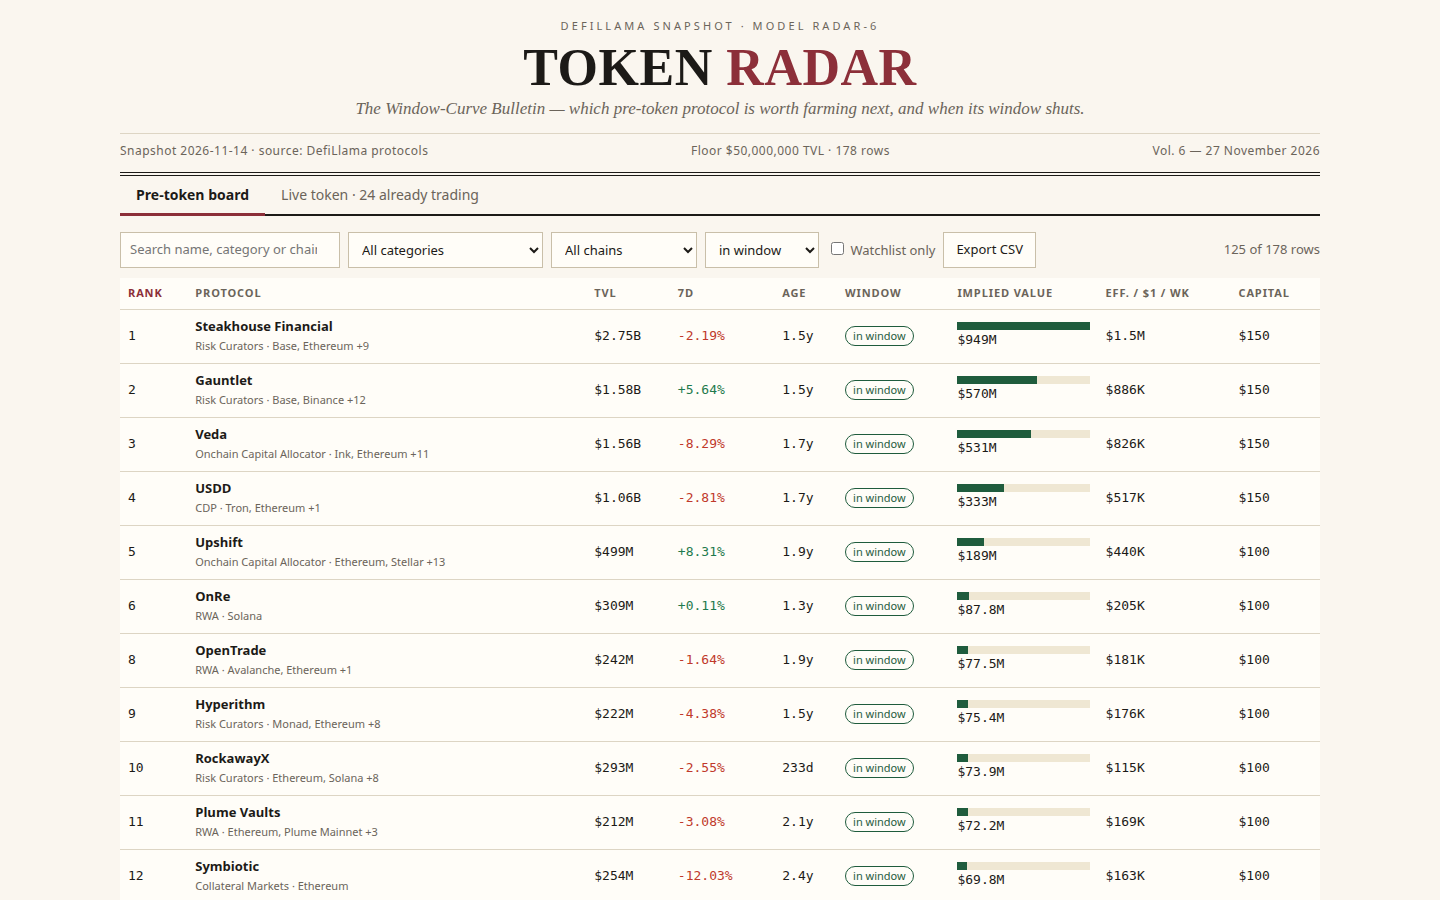 DEFILLAMA SNAPSHOT · MODEL RADAR-6
TOKEN RADAR
The Window-Curve Bulletin — which pre-token protocol is worth farming next, and when its window shuts.
Snapshot 2026-11-14 · source: DefiLlama protocols
Floor $50,000,000 TVL · 178 rows
Vol. 6 — 27 November 2026
Pre-token board
Live token · 24 already trading
Search name, category or chai
All categories
All chains
in window
Watchlist only
Export CSV
125 of 178 rows
RANK PROTOCOL TVL 7D AGE WINDOW IMPLIED VALUE EFF. / $1 / WK CAPITAL
1 Steakhouse Financial $2.75B -2.19% 1.5y in window $949M $1.5M $150
Risk Curators · Base, Ethereum +9
2 Gauntlet $1.58B +5.64% 1.5y in window $570M $886K $150
Risk Curators · Base, Binance +12
3 Veda $1.56B -8.29% 1.7y in window $531M $826K $150
Onchain Capital Allocator · Ink, Ethereum +11
4 USDD $1.06B -2.81% 1.7y in window $333M $517K $150
CDP · Tron, Ethereum +1
5 Upshift $499M +8.31% 1.9y in window $189M $440K $100
Onchain Capital Allocator · Ethereum, Stellar +13
6 OnRe $309M +0.11% 1.3y in window $87.8M $205K $100
RWA · Solana
8 OpenTrade $242M -1.64% 1.9y in window $77.5M $181K $100
RWA · Avalanche, Ethereum +1
9 Hyperithm $222M -4.38% 1.5y in window $75.4M $176K $100
Risk Curators · Monad, Ethereum +8
10 RockawayX $293M -2.55% 233d in window $73.9M $115K $100
Risk Curators · Ethereum, Solana +8
11 Plume Vaults $212M -3.08% 2.1y in window $72.2M $169K $100
RWA · Ethereum, Plume Mainnet +3
12 Symbiotic $254M -12.03% 2.4y in window $69.8M $163K $100
Collateral Markets · Ethereum